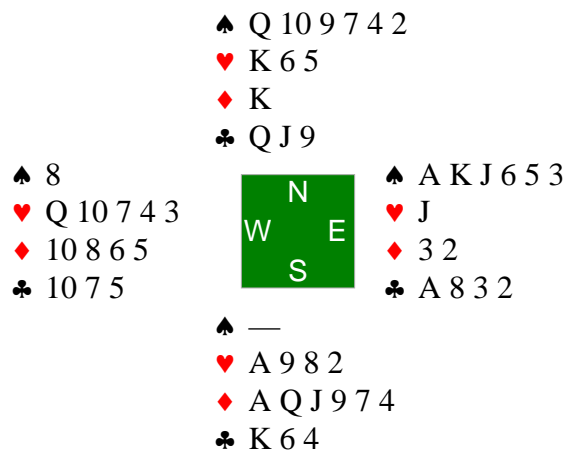 ♠ Q 10 9 7 4 2
♥ K 6 5
♦ K
♣ Q J 9
♠ 8
♥ Q 10 7 4 3
♦ 10 8 6 5
♣ 10 7 5
N
W E
S
♠ A K J 6 5 3
♥ J
♦ 3 2
♣ A 8 3 2
♠ —
♥ A 9 8 2
♦ A Q J 9 7 4
♣ K 6 4